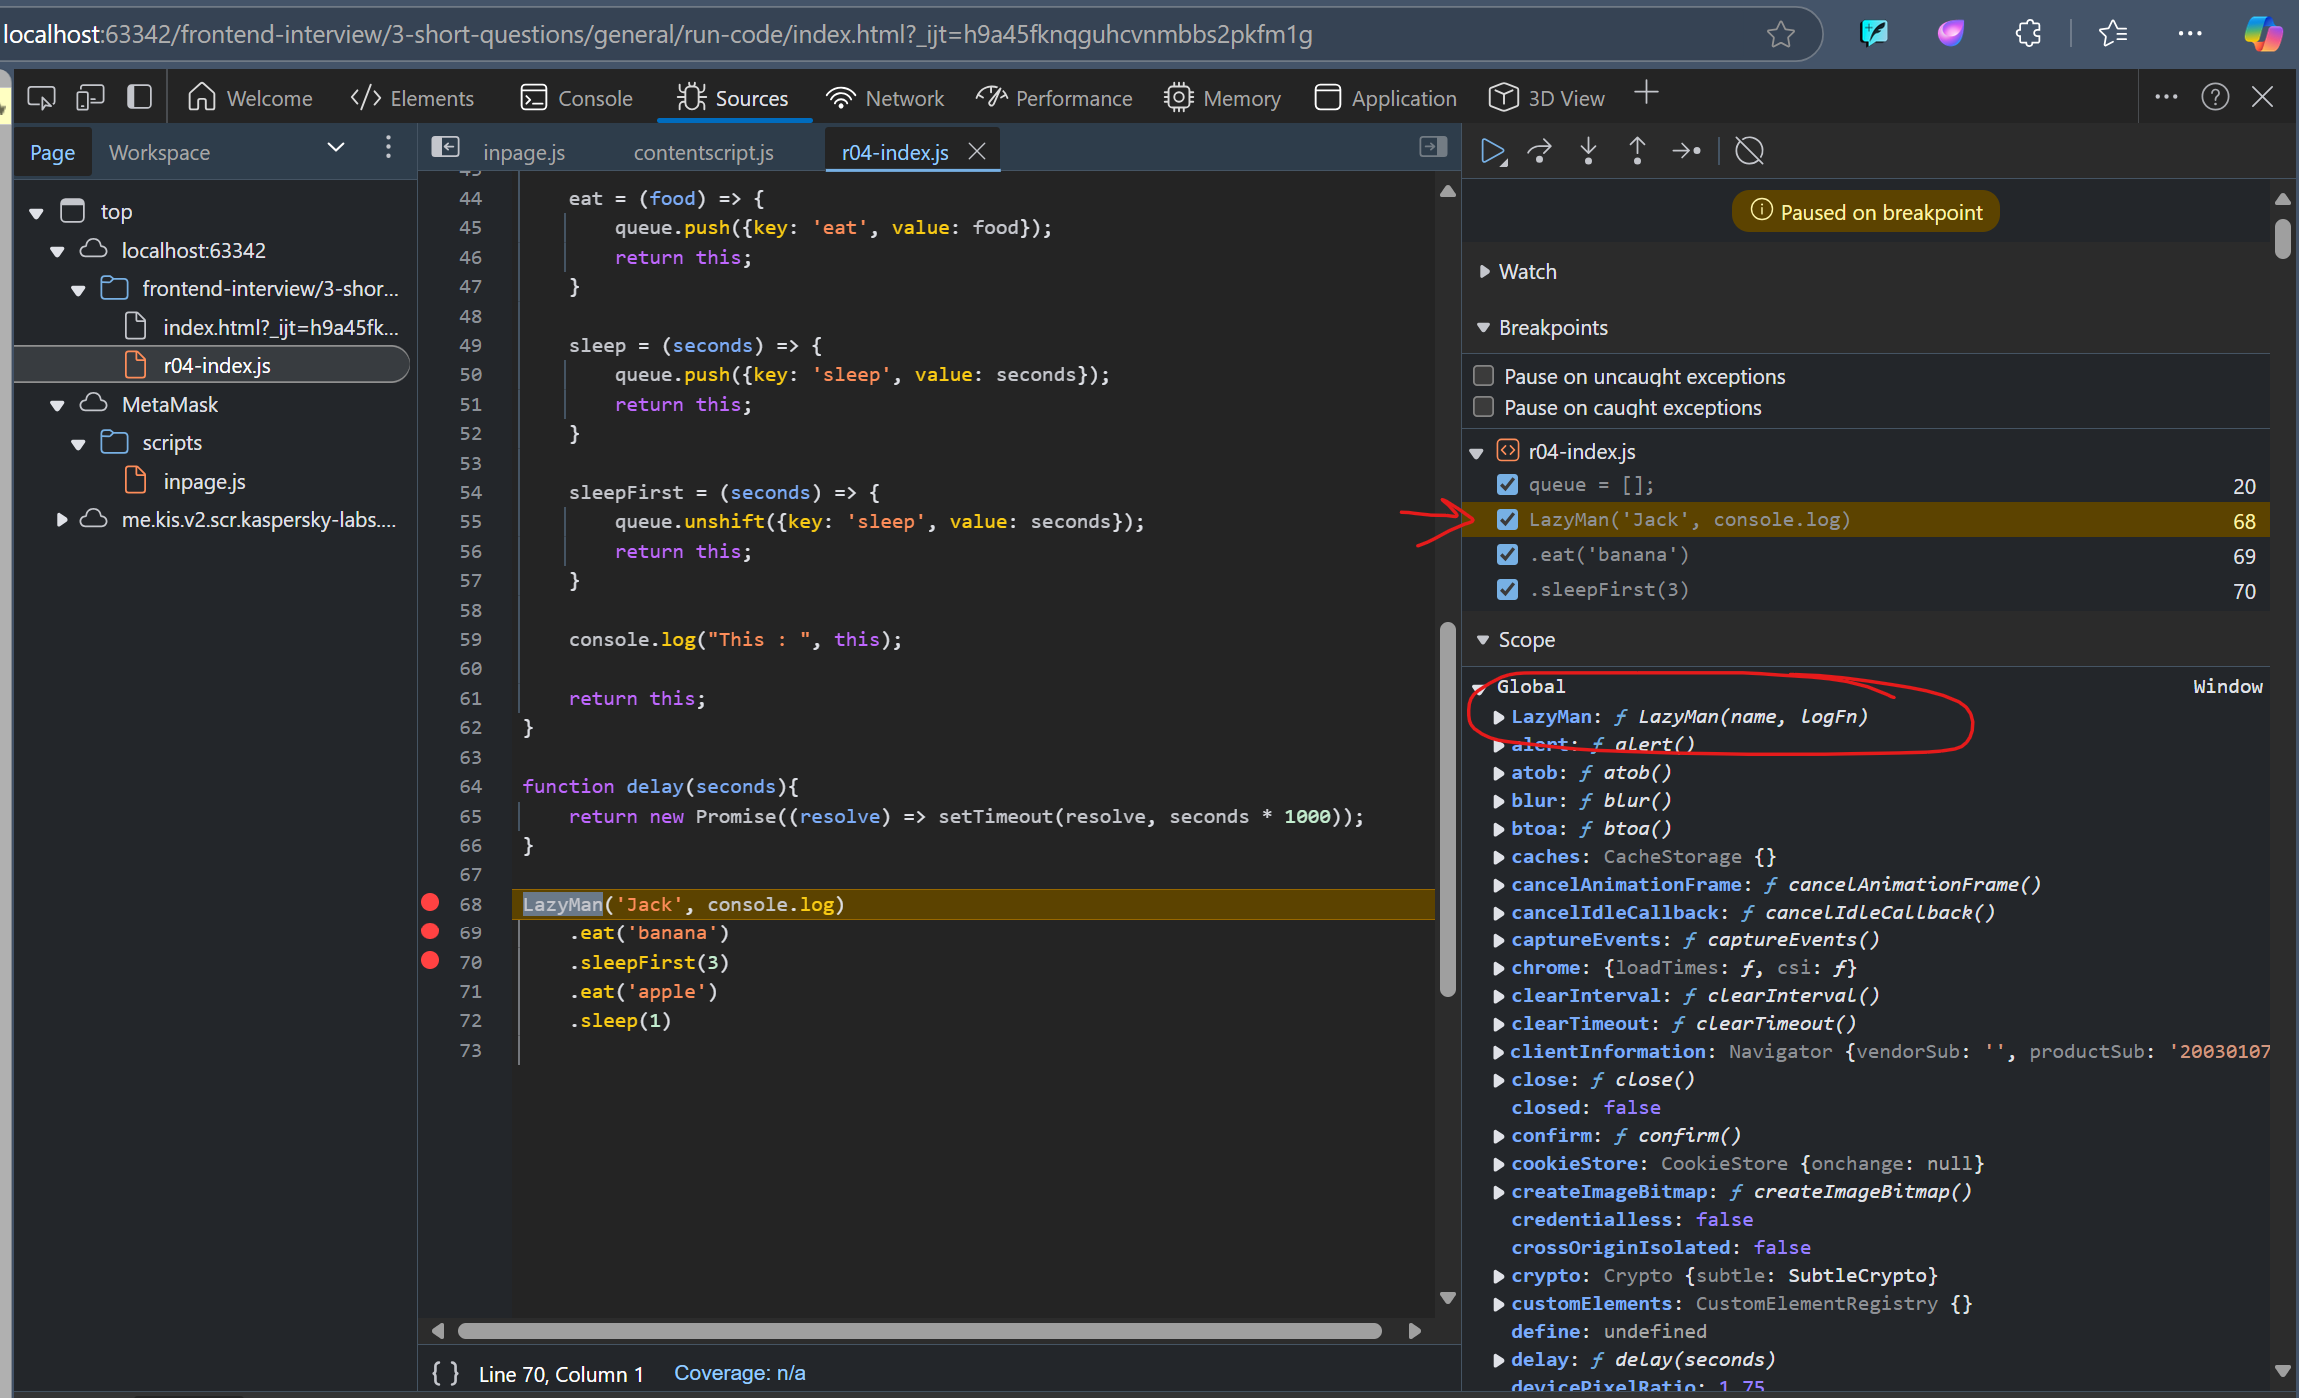 localhost:63342/frontend-interview/3-short-questions/general/run-code/index.html?_ijt=h9a45fknqguhcvnmbbs2pkfm1g
Welcome
</> Elements
Console
Sources
Network
Performance
Memory
Application
3D View
Page
Workspace
top
localhost:63342
frontend-interview/3-shor...
index.html?_ijt=h9a45fk...
r04-index.js
MetaMask
scripts
inpage.js
me.kis.v2.scr.kaspersky-labs....
inpage.js
contentscript.js
r04-index.js
44 eat = (food) => {
45 queue.push({key: 'eat', value: food});
46 return this;
47 }
48
49 sleep = (seconds) => {
50 queue.push({key: 'sleep', value: seconds});
51 return this;
52 }
53
54 sleepFirst = (seconds) => {
55 queue.unshift({key: 'sleep', value: seconds});
56 return this;
57 }
58
59 console.log("This : ", this);
60
61 return this;
62 }
63
64 function delay(seconds){
65 return new Promise((resolve) => setTimeout(resolve, seconds * 1000));
66 }
67
68 LazyMan('Jack', console.log)
69 .eat('banana')
70 .sleepFirst(3)
71 .eat('apple')
72 .sleep(1)
73
{ } Line 70, Column 1
Coverage: n/a
Paused on breakpoint
Watch
Breakpoints
Pause on uncaught exceptions
Pause on caught exceptions
r04-index.js
queue = []; 20
LazyMan('Jack', console.log) 68
.eat('banana') 69
.sleepFirst(3) 70
Scope
Global Window
LazyMan: ƒ LazyMan(name, logFn)
alert: ƒ alert()
atob: ƒ atob()
blur: ƒ blur()
btoa: ƒ btoa()
caches: CacheStorage {}
cancelAnimationFrame: ƒ cancelAnimationFrame()
cancelIdleCallback: ƒ cancelIdleCallback()
captureEvents: ƒ captureEvents()
chrome: {loadTimes: ƒ, csi: ƒ}
clearInterval: ƒ clearInterval()
clearTimeout: ƒ clearTimeout()
clientInformation: Navigator {vendorSub: '', productSub: '20030107
close: ƒ close()
closed: false
confirm: ƒ confirm()
cookieStore: CookieStore {onchange: null}
createImageBitmap: ƒ createImageBitmap()
credentialless: false
crossOriginIsolated: false
crypto: Crypto {subtle: SubtleCrypto}
customElements: CustomElementRegistry {}
define: undefined
delay: ƒ delay(seconds)
devicePixelRatio: 1.75